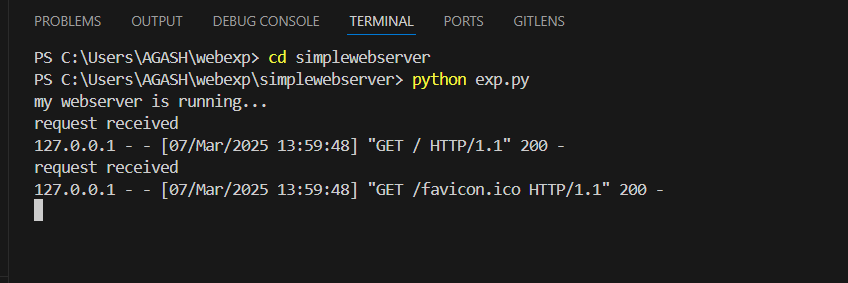 PROBLEMS OUTPUT DEBUG CONSOLE TERMINAL PORTS GITLENS
PS C:\Users\AGASH\webexp> cd simplewebserver
PS C:\Users\AGASH\webexp\simplewebserver> python exp.py
my webserver is running...
request received
127.0.0.1 - - [07/Mar/2025 13:59:48] "GET / HTTP/1.1" 200 -
request received
127.0.0.1 - - [07/Mar/2025 13:59:48] "GET /favicon.ico HTTP/1.1" 200 -